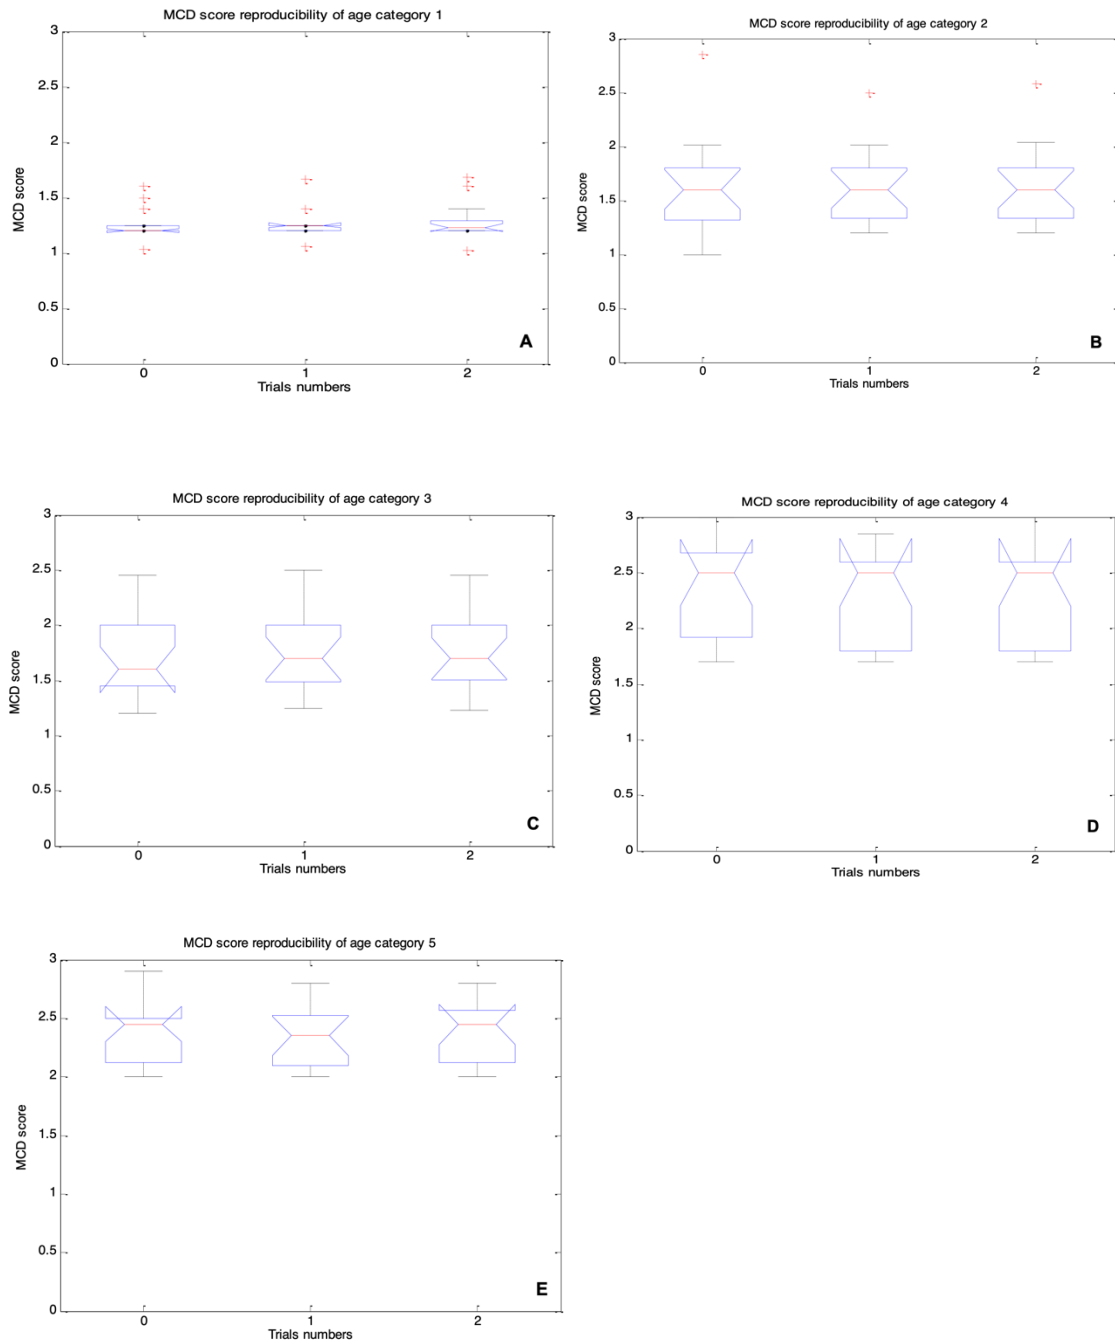 MCD score reproducibility of age category 1
3
2.5
2
1.5
1
0.5
0
MCD score
0 1 2
Trials numbers
A
MCD score reproducibility of age category 2
3
2.5
2
1.5
1
0.5
0
MCD score
0 1 2
Trials numbers
B
MCD score reproducibility of age category 3
3
2.5
2
1.5
1
0.5
0
MCD score
0 1 2
Trials numbers
C
MCD score reproducibility of age category 4
3
2.5
2
1.5
1
0.5
0
MCD score
0 1 2
Trials numbers
D
MCD score reproducibility of age category 5
3
2.5
2
1.5
1
0.5
0
MCD score
0 1 2
Trials numbers
E